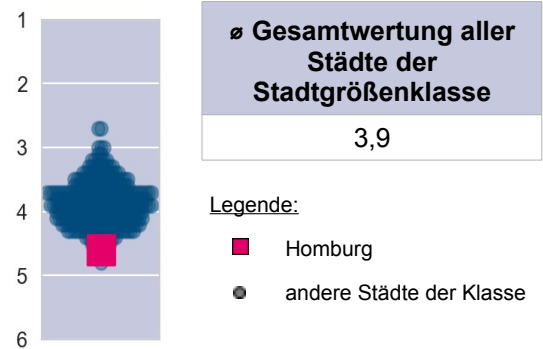 1
2
3
4
5
6
⌀ Gesamtwertung aller
Städte der
Stadtgrößenklasse
3,9
Legende:
Homburg
andere Städte der Klasse